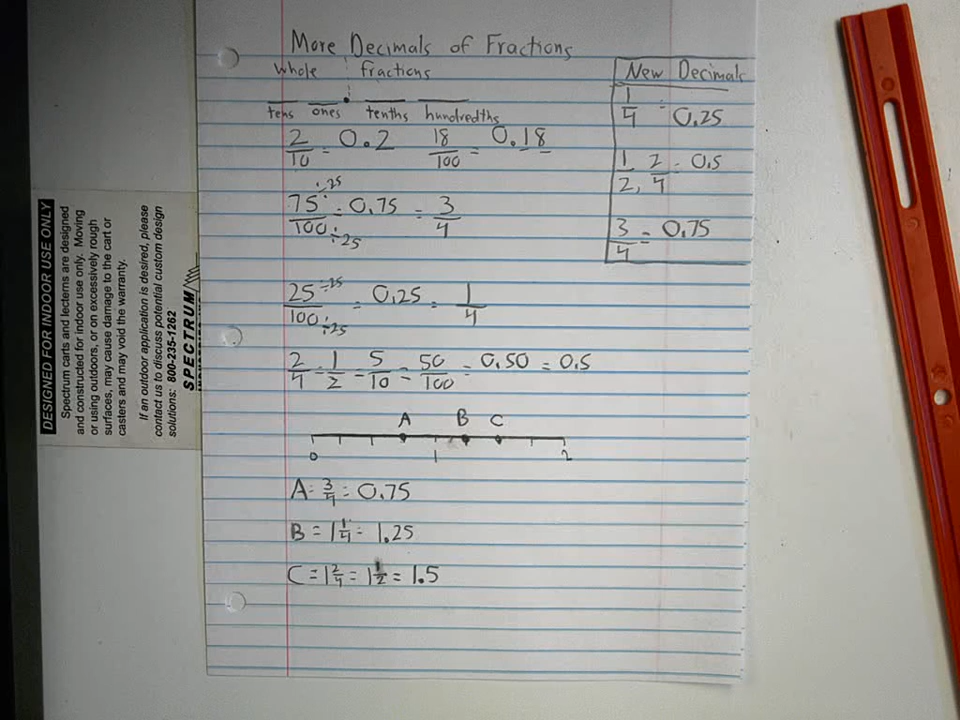 More Decimals of Fractions
whole fractions
tens ones . tenths hundredths
2/10 = 0.2 18/100 = 0.18
75/100 ÷25 ÷25 = 0.75 = 3/4
25/100 ÷25 ÷25 = 0.25 = 1/4
2/4 = 1/2 = 5/10 = 50/100 = 0.50 = 0.5
A B C
0 1 2
A = 3/4 = 0.75
B = 1 1/4 = 1.25
C = 1 2/4 = 1 1/2 = 1.5
New Decimals
1/4 = 0.25
1/2, 2/4 = 0.5
3/4 = 0.75
DESIGNED FOR INDOOR USE ONLY
Spectrum carts and lecterns are designed
and constructed for indoor use only. Moving
or using outdoors, or on excessively rough
surfaces, may cause damage to the cart or
casters and may void the warranty.
If an outdoor application is desired, please
contact us to discuss potential custom design
solutions: 800-235-1262
SPECTRUM